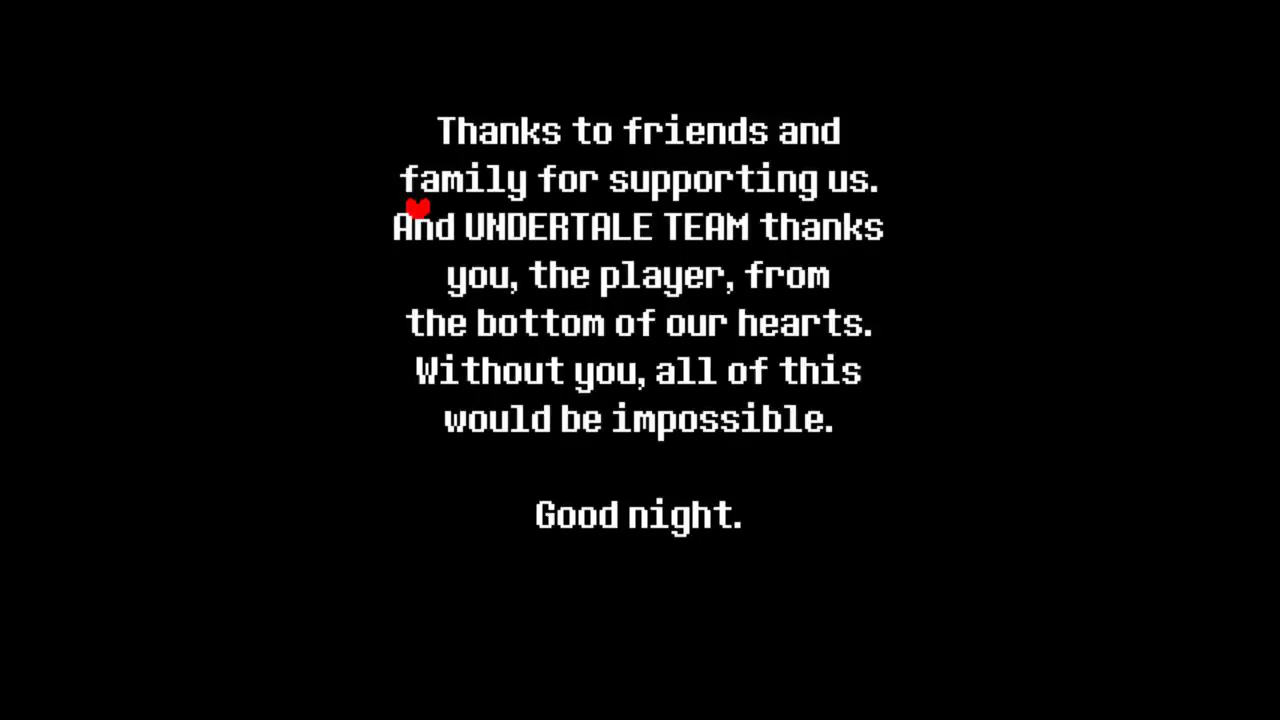 Thanks to friends and
family for supporting us.
And UNDERTALE TEAM thanks
you, the player, from
the bottom of our hearts.
Without you, all of this
would be impossible.
Good night.